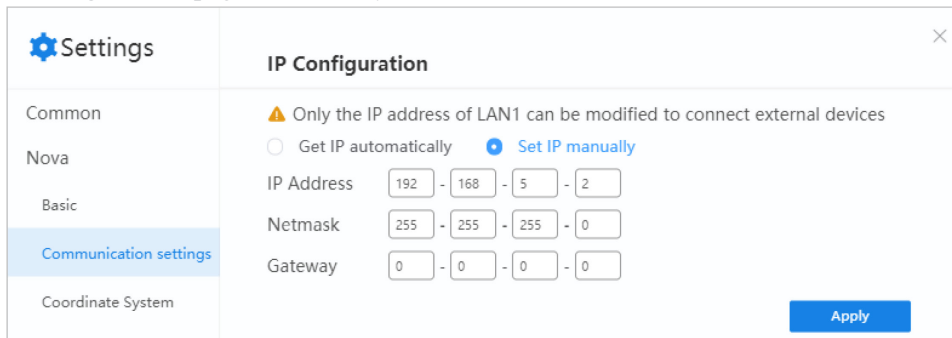 Settings
IP Configuration
Common
Nova
Basic
Communication settings
Coordinate System
Only the IP address of LAN1 can be modified to connect external devices
Get IP automatically Set IP manually
IP Address 192 - 168 - 5 - 2
Netmask 255 - 255 - 255 - 0
Gateway 0 - 0 - 0 - 0
Apply